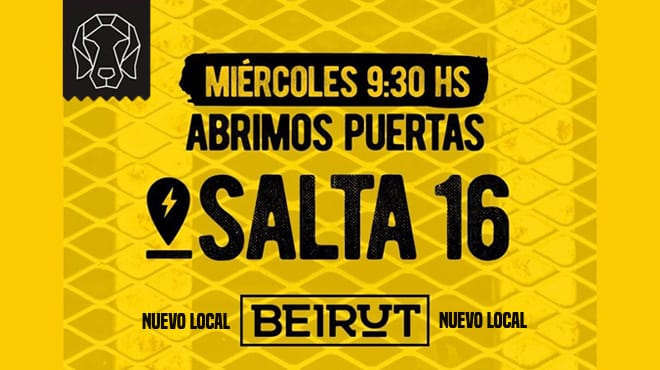 MIÉRCOLES 9:30 HS
ABRIMOS PUERTAS
SALTA 16
NUEVO LOCAL BEIRUT NUEVO LOCAL